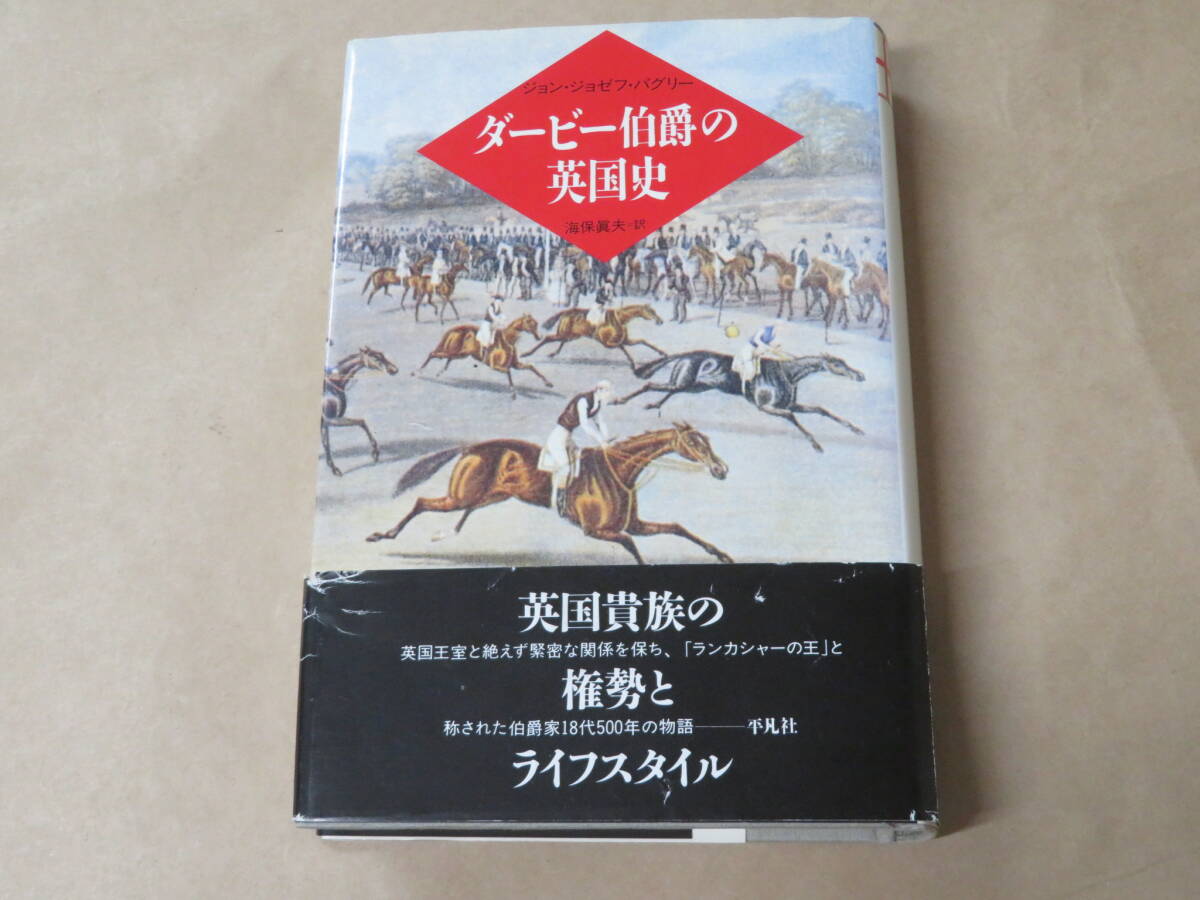 ジョン・ジョゼフ・バグリー
ダービー伯爵の
英国史
海保眞夫=訳
英国貴族の
英国王室と絶えず緊密な関係を保ち、「ランカシャーの王」と
権勢と
称された伯爵家18代500年の物語———平凡社
ライフスタイル